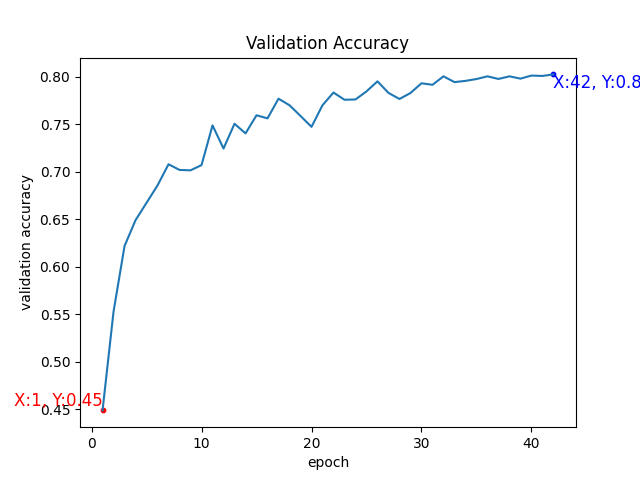 Validation Accuracy
validation accuracy
0.80
0.75
0.70
0.65
0.60
0.55
0.50
0.45
X:1, Y:0.45
X:42, Y:0.8
0
10
20
30
40
epoch